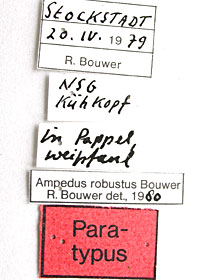 STOCKSTADT
20. IV. 1979
R. Bouwer
NSG
Kühkopf
in Pappel,
weißfaul
Ampedus robustus Bouwer
R. Bouwer det., 1980
Para-
typus